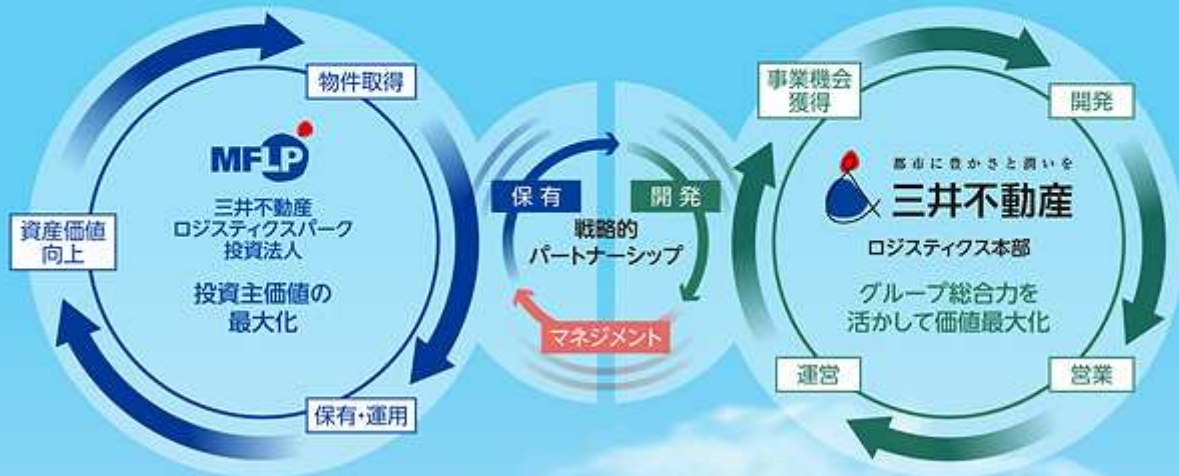 物件取得
MFLP
三井不動産
ロジスティクスパーク
投資法人
投資主価値の
最大化
資産価値
向上
保有・運用
保有
開発
戦略的
パートナーシップ
マネジメント
事業機会
獲得
開発
都市に豊かさと潤いを
三井不動産
ロジスティクス本部
グループ総合力を
活かして価値最大化
運営
営業